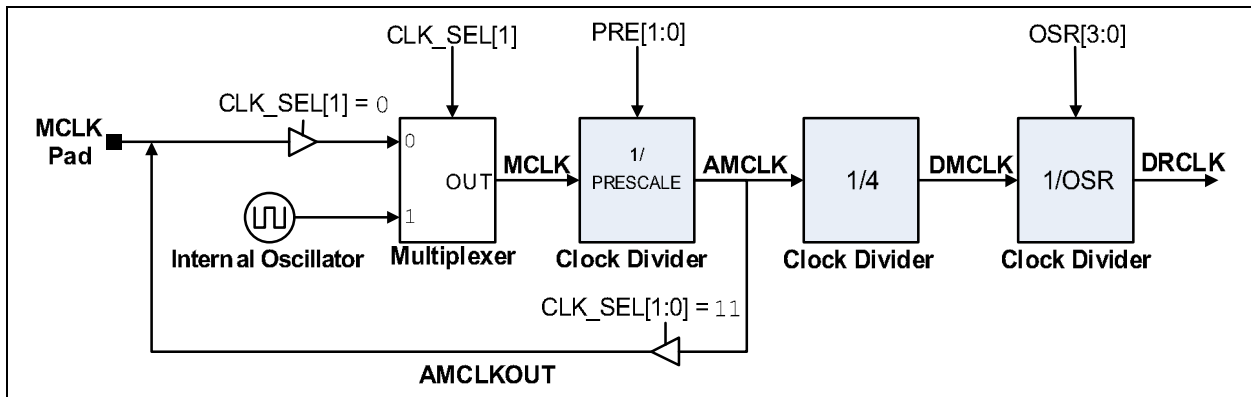 CLK_SEL[1]
PRE[1:0]
OSR[3:0]
CLK_SEL[1] = 0
MCLK
Pad
0
OUT
1
MCLK
1/
PRESCALE
AMCLK
1/4
DMCLK
1/OSR
DRCLK
Internal Oscillator
Multiplexer
Clock Divider
Clock Divider
Clock Divider
CLK_SEL[1:0] = 11
AMCLKOUT